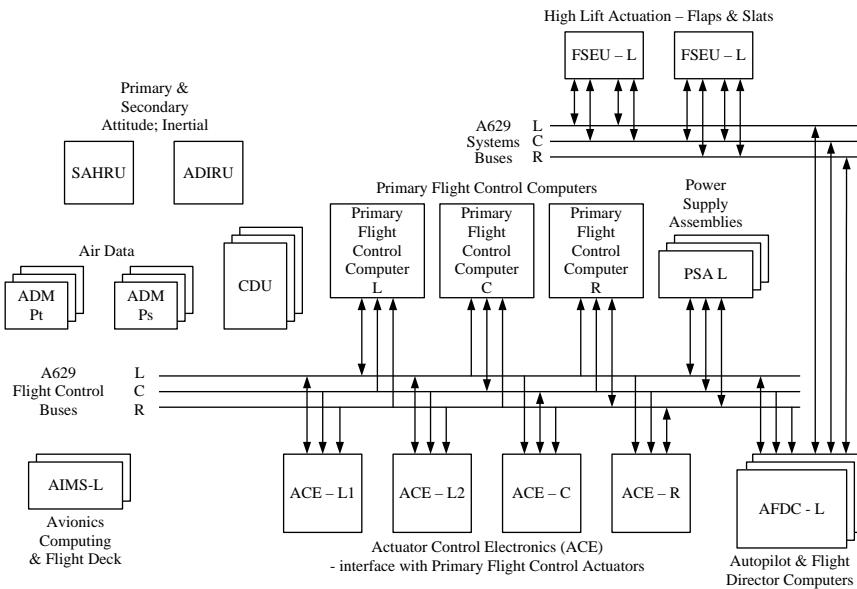 High Lift Actuation – Flaps & Slats
FSEU – L
FSEU – L
Primary &
Secondary
Attitude; Inertial
A629
Systems
Buses
L
C
R
SAHRU
ADIRU
Primary Flight Control Computers
Power
Supply
Assemblies
Primary
Flight
Control
Computer
L
Primary
Flight
Control
Computer
C
Primary
Flight
Control
Computer
R
PSA L
Air Data
ADM
Pt
ADM
Ps
CDU
A629
Flight Control
Buses
L
C
R
AIMS-L
Avionics
Computing
& Flight Deck
ACE – L1
ACE – L2
ACE – C
ACE – R
Actuator Control Electronics (ACE)
- interface with Primary Flight Control Actuators
AFDC - L
Autopilot & Flight
Director Computers